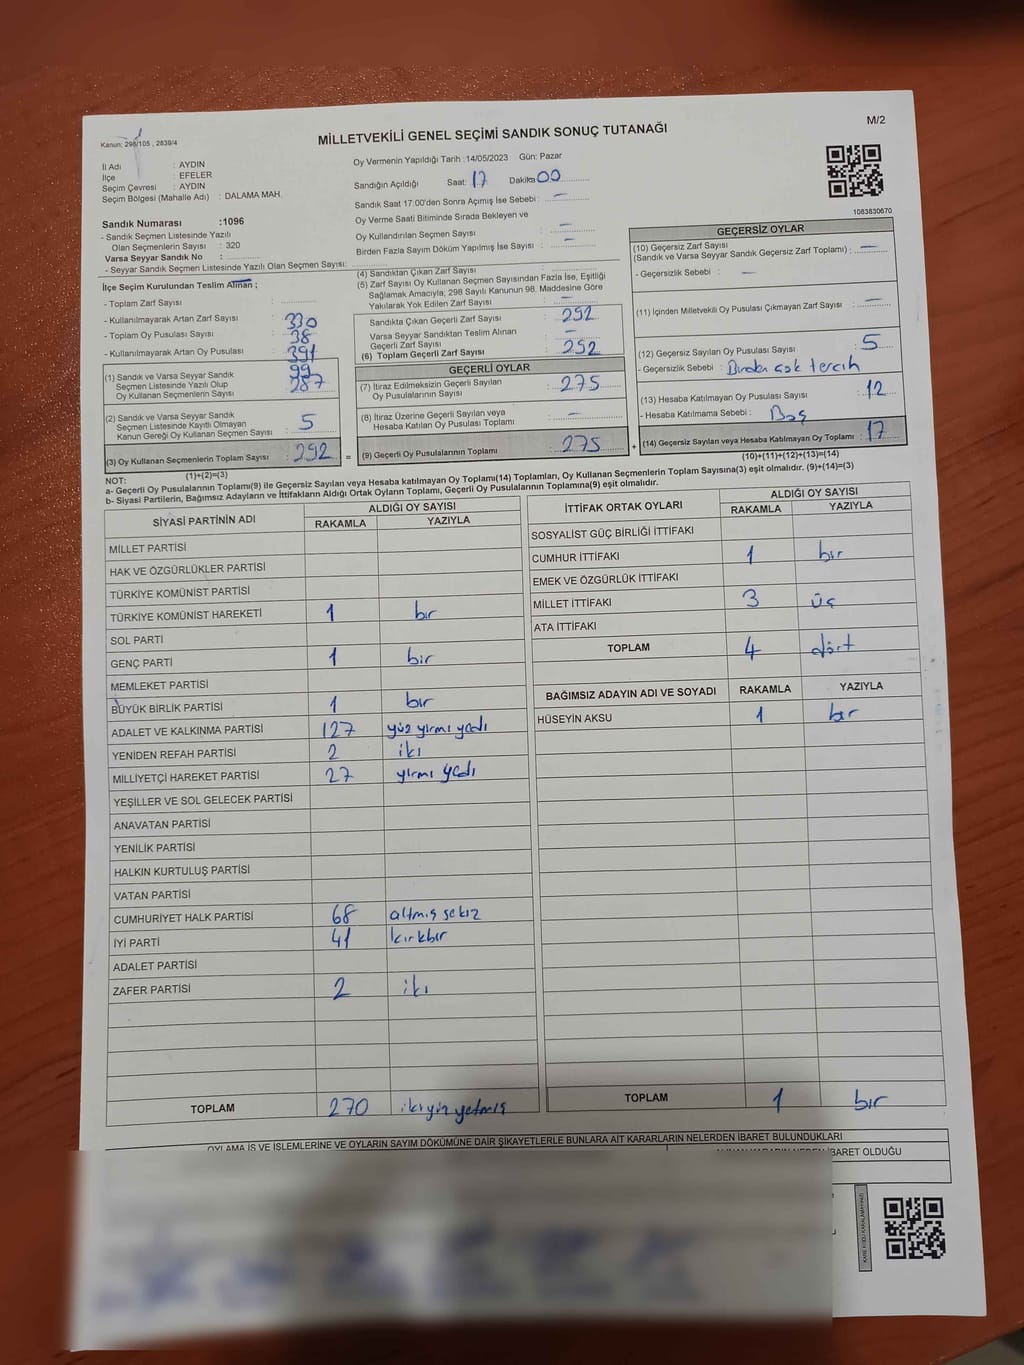 Kanun: 298/105 , 2839/4
MİLLETVEKİLİ GENEL SEÇİMİ SANDIK SONUÇ TUTANAĞI
M/2
İl Adı : AYDIN
İlçe : EFELER
Seçim Çevresi : AYDIN
Seçim Bölgesi (Mahalle Adı) : DALAMA MAH.
Sandık Numarası :1096
- Sandık Seçmen Listesinde Yazılı
Olan Seçmenlerin Sayısı : 320
Varsa Seyyar Sandık No :
- Seyyar Sandık Seçmen Listesinde Yazılı Olan Seçmen Sayısı:
Oy Vermenin Yapıldığı Tarih :14/05/2023 Gün: Pazar
Sandığın Açıldığı Saat: 17 Dakika 00
Sandık Saat 17:00'den Sonra Açımış İse Sebebi : —
Oy Verme Saati Bitiminde Sırada Bekleyen ve
Oy Kullandırılan Seçmen Sayısı : —
Birden Fazla Sayım Döküm Yapılmış İse Sayısı : —
1083830670
İlçe Seçim Kurulundan Teslim Alınan ;
- Toplam Zarf Sayısı : 330
- Kullanılmayarak Artan Zarf Sayısı : 38
- Toplam Oy Pusulası Sayısı : 391
- Kullanılmayarak Artan Oy Pusulası : 99
(1) Sandık ve Varsa Seyyar Sandık
Seçmen Listesinde Yazılı Olup
Oy Kullanan Seçmenlerin Sayısı : 287
(2) Sandık ve Varsa Seyyar Sandık
Seçmen Listesinde Kayıtlı Olmayan
Kanun Gereği Oy Kullanan Seçmen Sayısı : 5
(3) Oy Kullanan Seçmenlerin Toplam Sayısı : 292
(1)+(2)=(3)
(4) Sandıktan Çıkan Zarf Sayısı :
(5) Zarf Sayısı Oy Kullanan Seçmen Sayısından Fazla İse, Eşitliği
Sağlamak Amacıyla; 298 Sayılı Kanunun 98. Maddesine Göre
Yakılarak Yok Edilen Zarf Sayısı : —
Sandıkta Çıkan Geçerli Zarf Sayısı : 292
Varsa Seyyar Sandıktan Teslim Alınan
Geçerli Zarf Sayısı : —
(6) Toplam Geçerli Zarf Sayısı : 292
=
GEÇERLİ OYLAR
(7) İtiraz Edilmeksizin Geçerli Sayılan
Oy Pusulalarının Sayısı : 275
(8) İtiraz Üzerine Geçerli Sayılan veya
Hesaba Katılan Oy Pusulası Toplamı : —
(9) Geçerli Oy Pusulalarının Toplamı : 275
+
GEÇERSİZ OYLAR
(10) Geçersiz Zarf Sayısı
(Sandık ve Varsa Seyyar Sandık Geçersiz Zarf Toplamı) : —
- Geçersizlik Sebebi : —
(11) İçinden Milletvekili Oy Pusulası Çıkmayan Zarf Sayısı : —
(12) Geçersiz Sayılan Oy Pusulası Sayısı : 5
- Geçersizlik Sebebi : Birden çok tercih
(13) Hesaba Katılmayan Oy Pusulası Sayısı : 12
- Hesaba Katılmama Sebebi : Boş
(14) Geçersiz Sayılan veya Hesaba Katılmayan Oy Toplamı : 17
(10)+(11)+(12)+(13)=(14)
NOT:
a- Geçerli Oy Pusulalarının Toplamı(9) ile Geçersiz Sayılan veya Hesaba katılmayan Oy Toplamı(14) Toplamları, Oy Kullanan Seçmenlerin Toplam Sayısına(3) eşit olmalıdır. (9)+(14)=(3)
b- Siyasi Partilerin, Bağımsız Adayların ve İttifakların Aldığı Ortak Oyların Toplamı, Geçerli Oy Pusulalarının Toplamına(9) eşit olmalıdır.
SİYASİ PARTİNİN ADI ALDIĞI OY SAYISI
RAKAMLA YAZIYLA
MİLLET PARTİSİ
HAK VE ÖZGÜRLÜKLER PARTİSİ
TÜRKİYE KOMÜNİST PARTİSİ
TÜRKİYE KOMÜNİST HAREKETİ 1 bir
SOL PARTİ
GENÇ PARTİ 1 bir
MEMLEKET PARTİSİ
BÜYÜK BİRLİK PARTİSİ 1 bir
ADALET VE KALKINMA PARTİSİ 127 yüz yirmi yedi
YENİDEN REFAH PARTİSİ 2 iki
MİLLİYETÇİ HAREKET PARTİSİ 27 yirmi yedi
YEŞİLLER VE SOL GELECEK PARTİSİ
ANAVATAN PARTİSİ
YENİLİK PARTİSİ
HALKIN KURTULUŞ PARTİSİ
VATAN PARTİSİ
CUMHURİYET HALK PARTİSİ 68 altmış sekiz
İYİ PARTİ 41 kırkbir
ADALET PARTİSİ
ZAFER PARTİSİ 2 iki
TOPLAM 270 ikiyüz yetmiş
İTTİFAK ORTAK OYLARI ALDIĞI OY SAYISI
RAKAMLA YAZIYLA
SOSYALİST GÜÇ BİRLİĞİ İTTİFAKI
CUMHUR İTTİFAKI 1 bir
EMEK VE ÖZGÜRLÜK İTTİFAKI
MİLLET İTTİFAKI 3 üç
ATA İTTİFAKI
TOPLAM 4 dört
BAĞIMSIZ ADAYIN ADI VE SOYADI RAKAMLA YAZIYLA
HÜSEYİN AKSU 1 bir
TOPLAM 1 bir
OYLAMA İŞ VE İŞLEMLERİNE VE OYLARIN SAYIM DÖKÜMÜNE DAİR ŞİKAYETLERLE BUNLARA AİT KARARLARIN NELERDEN İBARET BULUNDUKLARI
ALINAN KARARIN NEDEN İBARET OLDUĞU